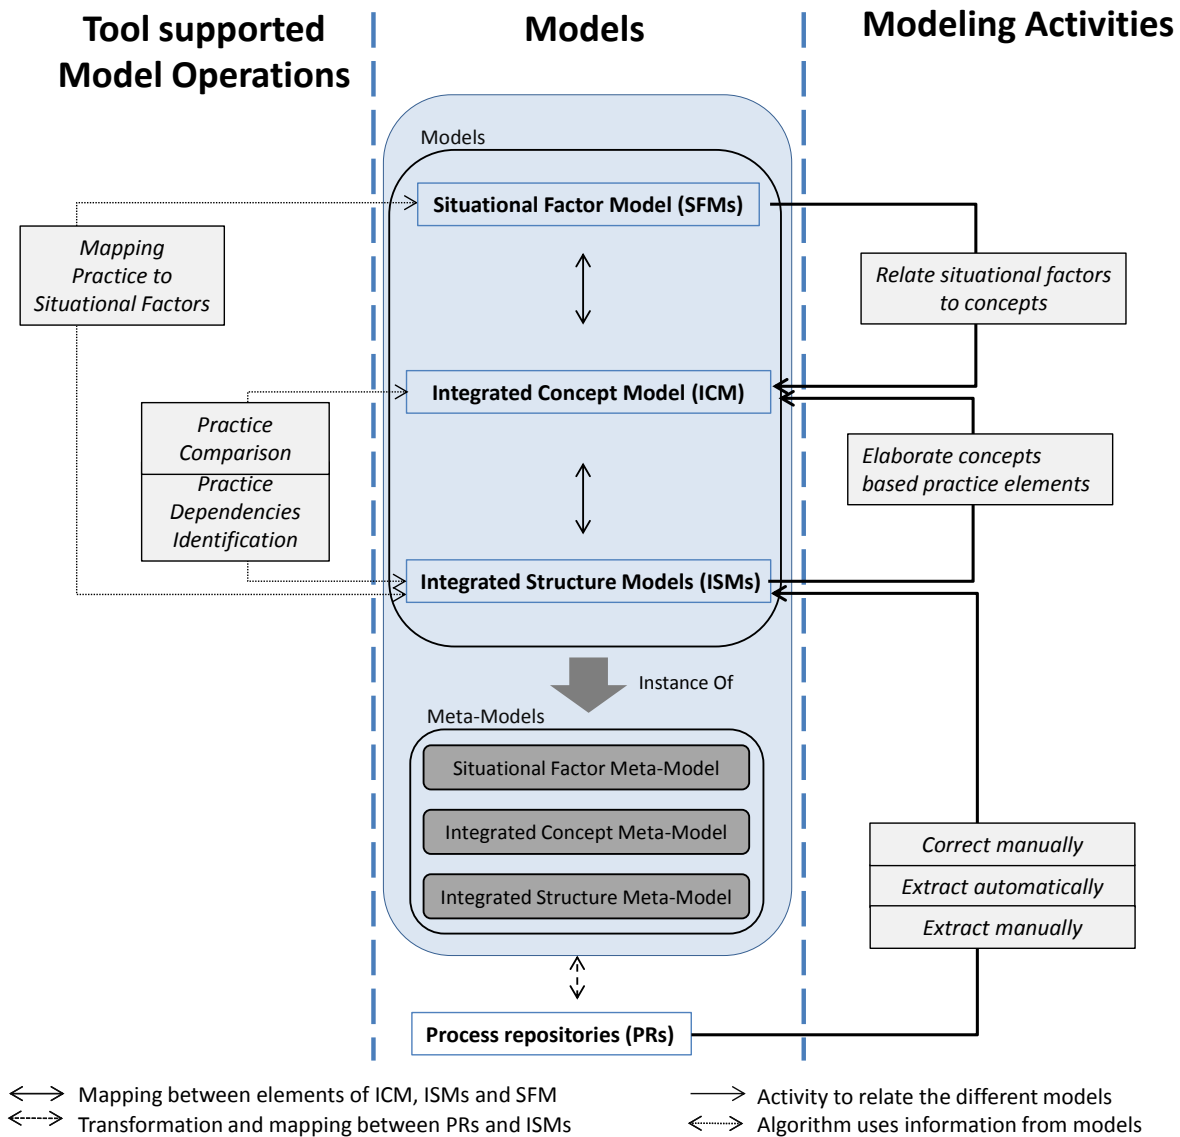 Tool supported
Model Operations
Models
Modeling Activities
Models
Situational Factor Model (SFMs)
Mapping
Practice to
Situational Factors
Relate situational factors
to concepts
Integrated Concept Model (ICM)
Practice
Comparison
Practice
Dependencies
Identification
Elaborate concepts
based practice elements
Integrated Structure Models (ISMs)
Instance Of
Meta-Models
Situational Factor Meta-Model
Integrated Concept Meta-Model
Integrated Structure Meta-Model
Correct manually
Extract automatically
Extract manually
Process repositories (PRs)
Mapping between elements of ICM, ISMs and SFM
Transformation and mapping between PRs and ISMs
Activity to relate the different models
Algorithm uses information from models